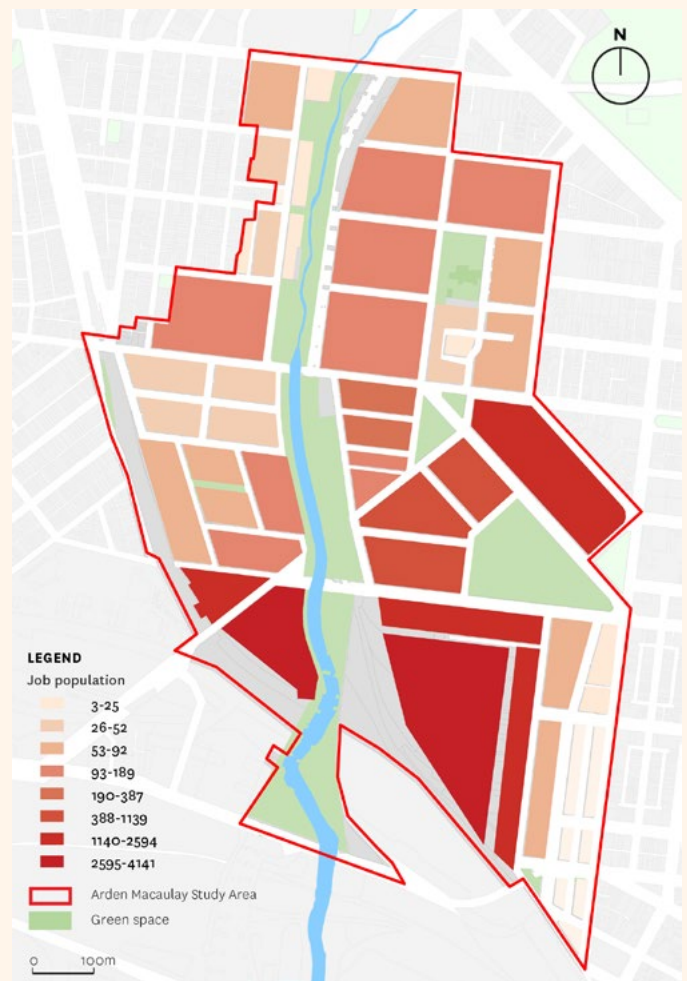 N
LEGEND
Job population
3-25
26-52
53-92
93-189
190-387
388-1139
1140-2594
2595-4141
Arden Macaulay Study Area
Green space
0 100m